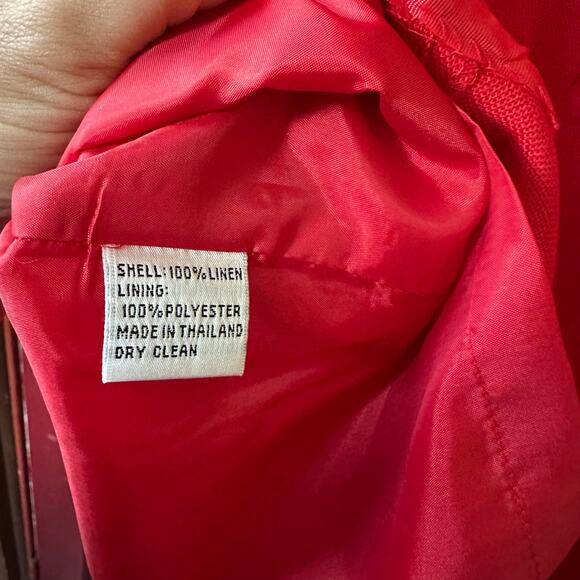 SHELL: 100% LINEN
LINING:
100% POLYESTER
MADE IN THAILAND
DRY CLEAN